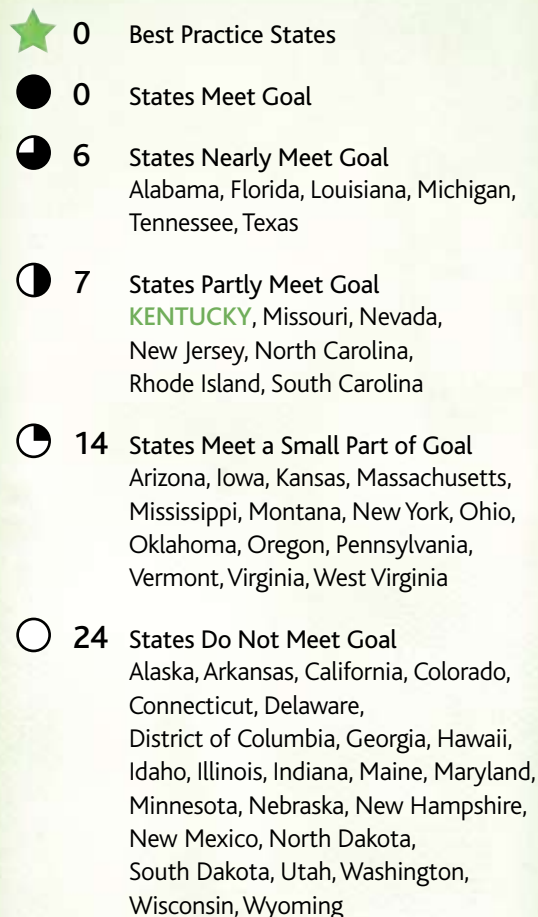 0 Best Practice States
0 States Meet Goal
6 States Nearly Meet Goal
Alabama, Florida, Louisiana, Michigan,
Tennessee, Texas
7 States Partly Meet Goal
KENTUCKY, Missouri, Nevada,
New Jersey, North Carolina,
Rhode Island, South Carolina
14 States Meet a Small Part of Goal
Arizona, Iowa, Kansas, Massachusetts,
Mississippi, Montana, New York, Ohio,
Oklahoma, Oregon, Pennsylvania,
Vermont, Virginia, West Virginia
24 States Do Not Meet Goal
Alaska, Arkansas, California, Colorado,
Connecticut, Delaware,
District of Columbia, Georgia, Hawaii,
Idaho, Illinois, Indiana, Maine, Maryland,
Minnesota, Nebraska, New Hampshire,
New Mexico, North Dakota,
South Dakota, Utah, Washington,
Wisconsin, Wyoming